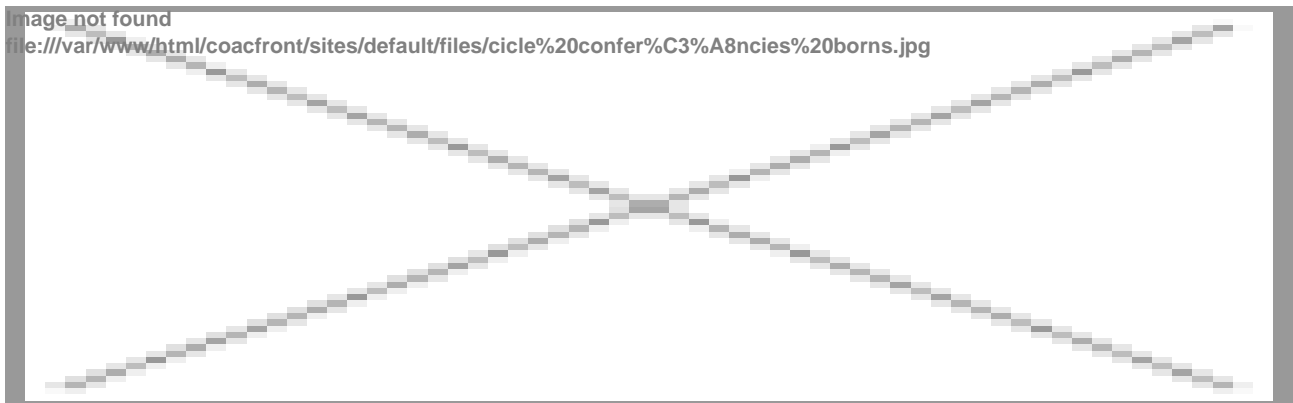 Image not found
file:///var/www/html/coacfront/sites/default/files/cicle%20confer%C3%A8ncies%20borns.jpg